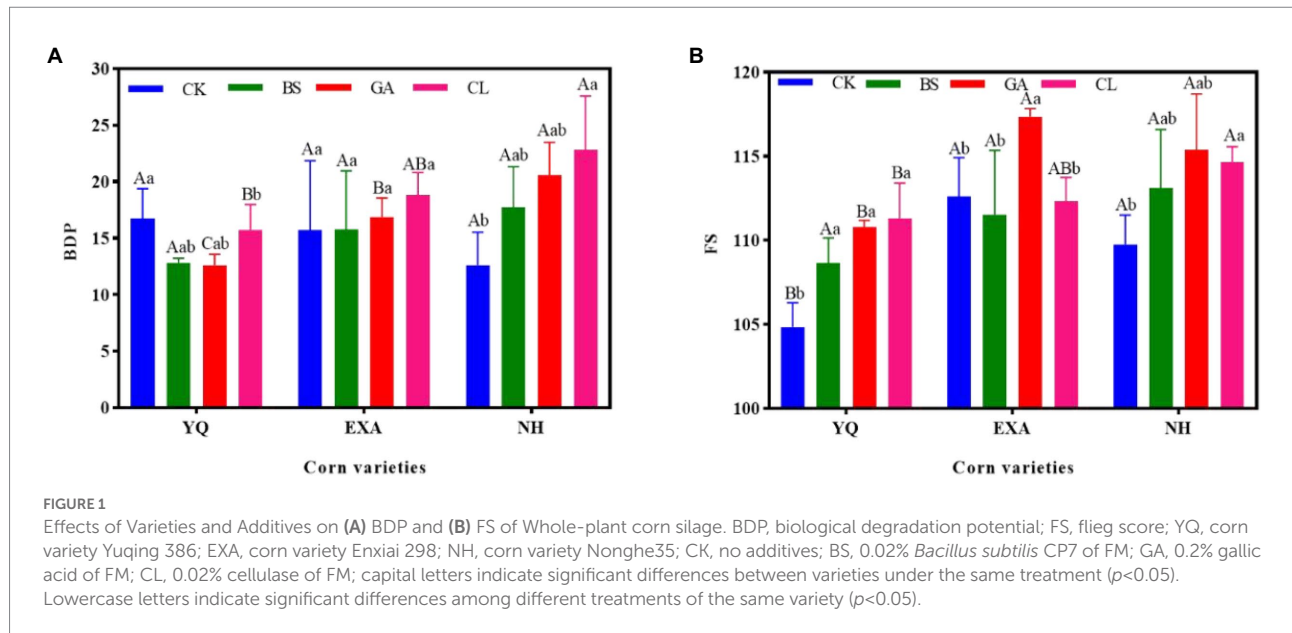 A
30
25
20
15
10
5
0
BDP
CK BS GA CL
Aa Aab Cab Bb Aa Aa Ba ABa Ab Aab Aab Aa
YQ EXA NH
Corn varieties
B
120
115
110
105
100
FS
CK BS GA CL
Bb Aa Ba Ba Ab Ab Aa ABb Ab Aab Aab Aa
YQ EXA NH
Corn varieties
FIGURE 1
Effects of Varieties and Additives on (A) BDP and (B) FS of Whole-plant corn silage. BDP, biological degradation potential; FS, flieg score; YQ, corn
variety Yuqing 386; EXA, corn variety Enxiai 298; NH, corn variety Nonghe35; CK, no additives; BS, 0.02% Bacillus subtilis CP7 of FM; GA, 0.2% gallic
acid of FM; CL, 0.02% cellulase of FM; capital letters indicate significant differences between varieties under the same treatment (p<0.05).
Lowercase letters indicate significant differences among different treatments of the same variety (p<0.05).